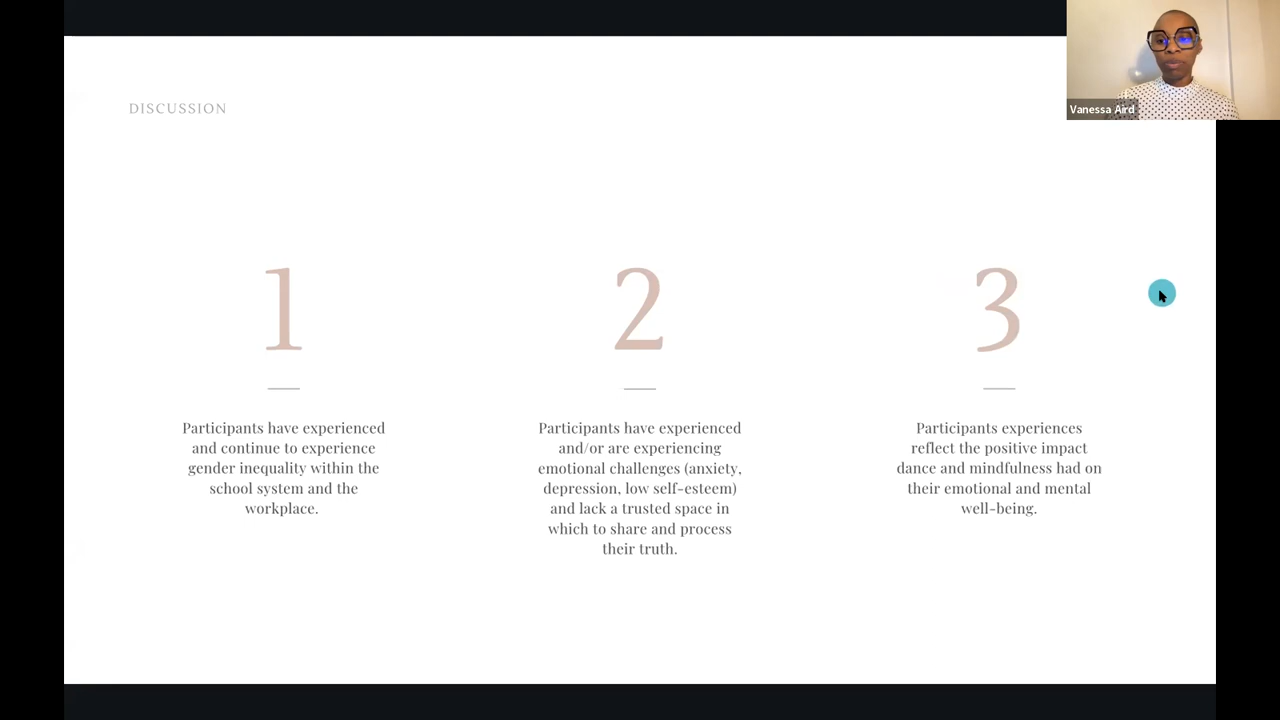 DISCUSSION
Vanessa Aird
1
Participants have experienced
and continue to experience
gender inequality within the
school system and the
workplace.
2
Participants have experienced
and/or are experiencing
emotional challenges (anxiety,
depression, low self-esteem)
and lack a trusted space in
which to share and process
their truth.
3
Participants experiences
reflect the positive impact
dance and mindfulness had on
their emotional and mental
well-being.